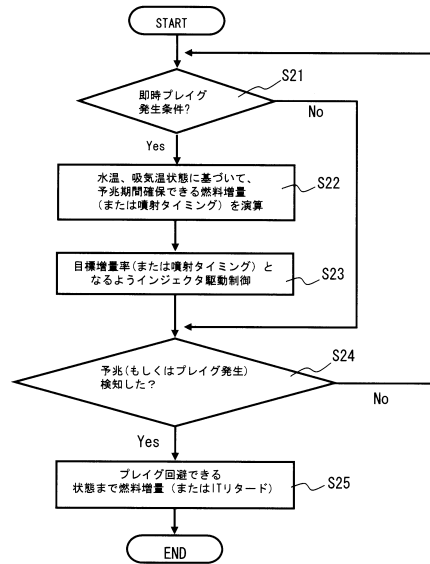 START
S21
即時プレイグ
発生条件?
No
Yes
水温、吸気温状態に基づいて、
予兆期間確保できる燃料増量
(または噴射タイミング)を演算
S22
目標増量率(または噴射タイミング)と
なるようインジェクタ駆動制御
S23
S24
予兆(もしくはプレイグ発生)
検知した?
No
Yes
プレイグ回避できる
状態まで燃料増量(またはITリタード)
S25
END